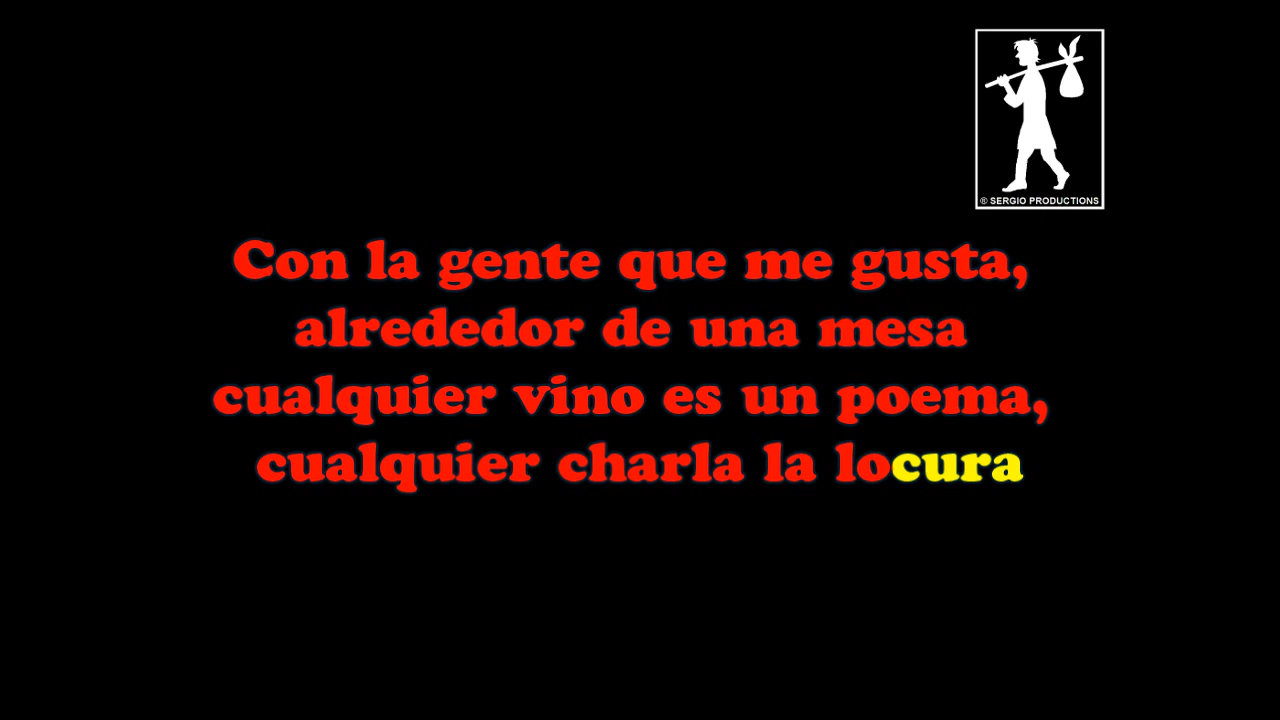 ® SERGIO PRODUCTIONS
Con la gente que me gusta,
alrededor de una mesa
cualquier vino es un poema,
cualquier charla la locura